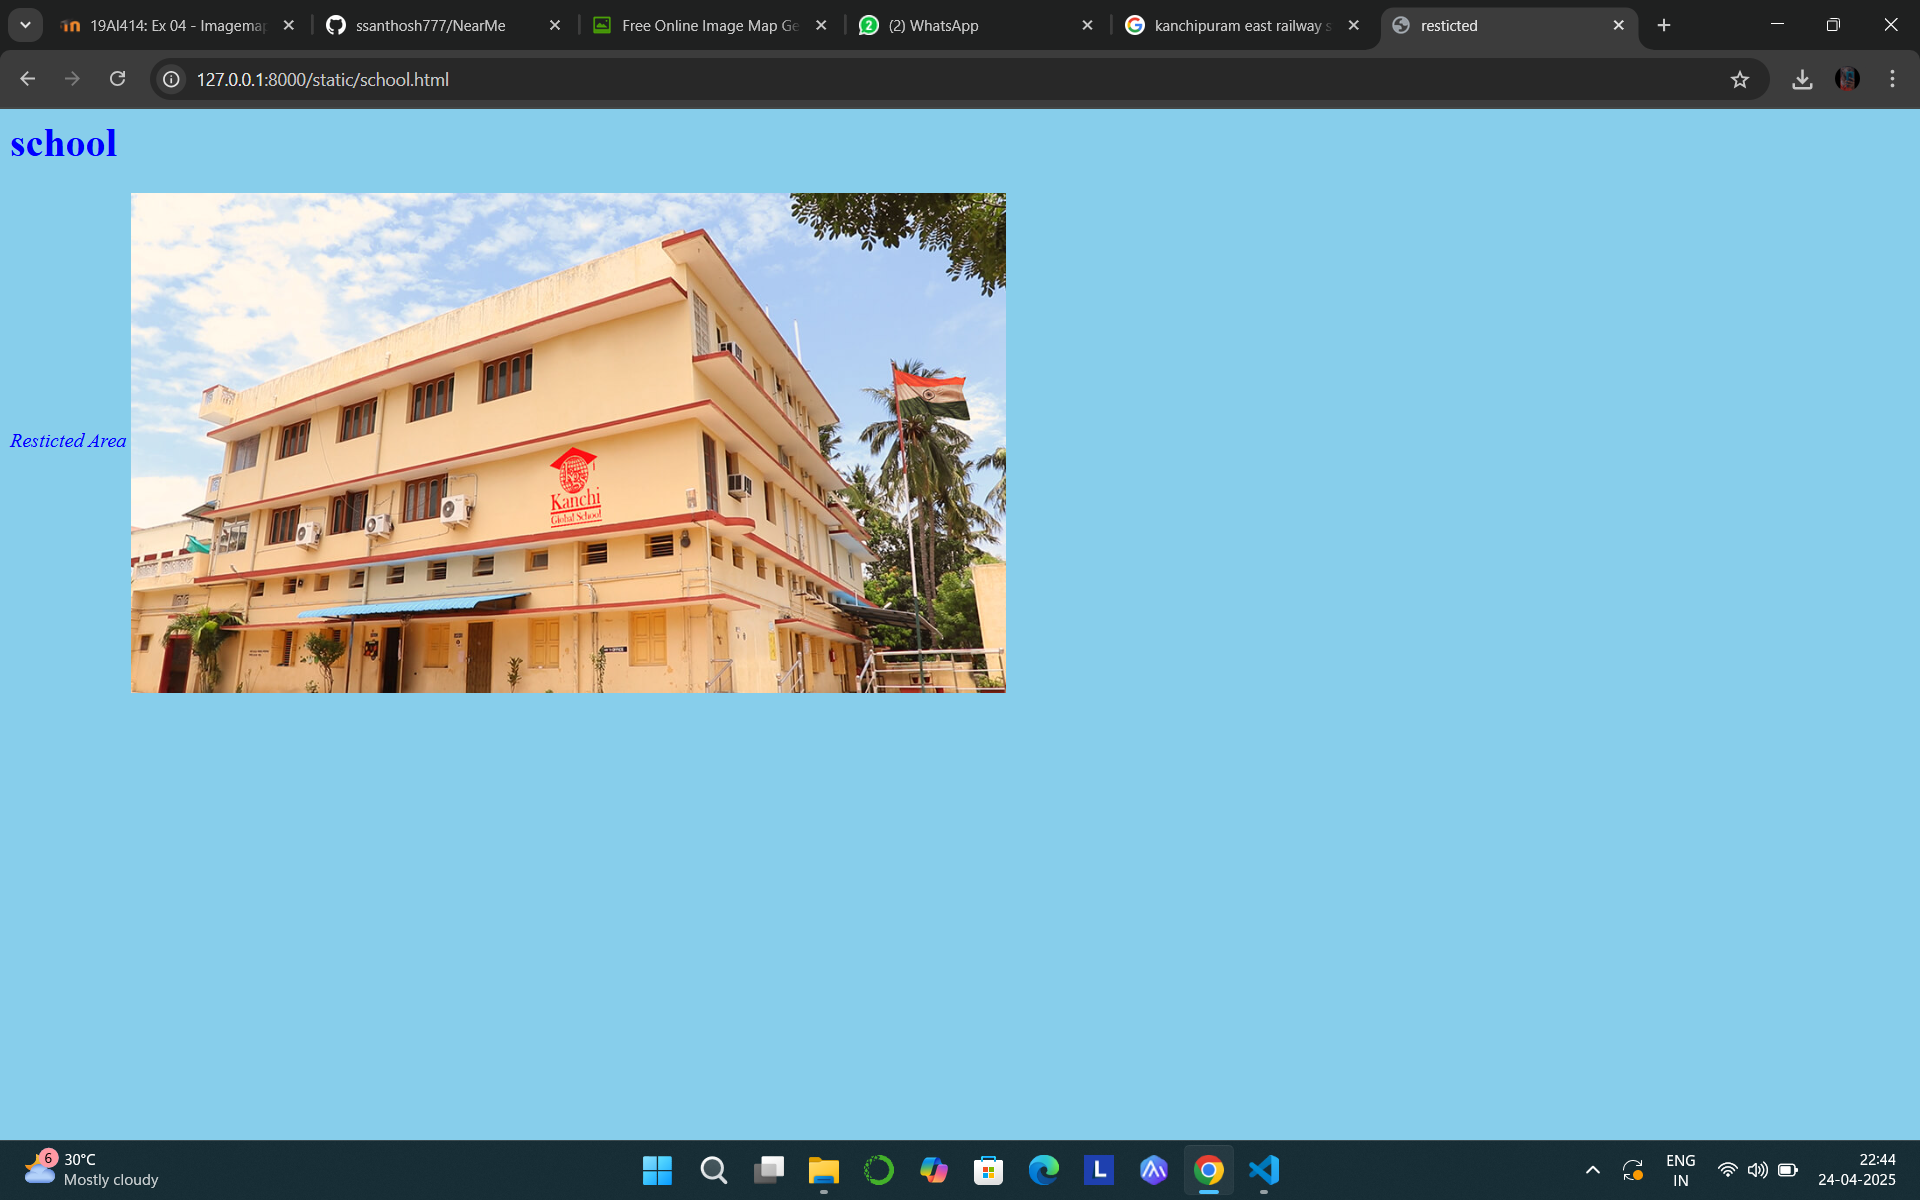 19AI414: Ex 04 - Imagemap
ssanthosh777/NearMe
Free Online Image Map Ge
(2) WhatsApp
kanchipuram east railway s
resticted
127.0.0.1:8000/static/school.html
school
Resticted Area
Kanchi
Global School
6
30°C
Mostly cloudy
L
ENG
IN
22:44
24-04-2025